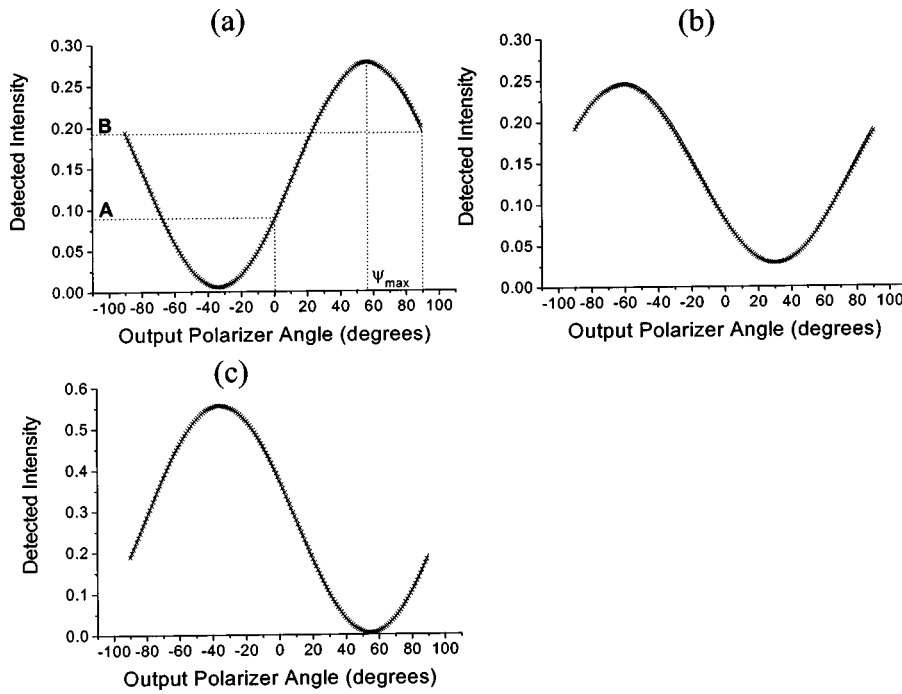 (a)
0.30
0.25
0.20
0.15
0.10
0.05
0.00
B
A
Ψmax
-100 -80 -60 -40 -20 0 20 40 60 80 100
Detected Intensity
Output Polarizer Angle (degrees)
(b)
0.30
0.25
0.20
0.15
0.10
0.05
0.00
-100 -80 -60 -40 -20 0 20 40 60 80 100
Detected Intensity
Output Polarizer Angle (degrees)
(c)
0.6
0.5
0.4
0.3
0.2
0.1
0.0
-100 -80 -60 -40 -20 0 20 40 60 80 100
Detected Intensity
Output Polarizer Angle (degrees)